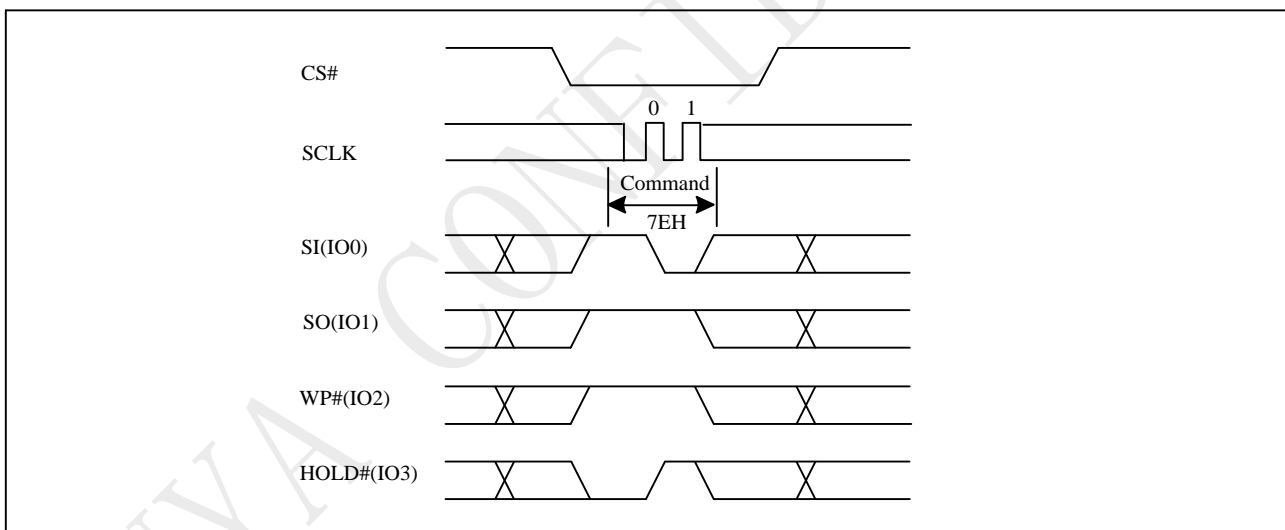 CS#
0 1
SCLK
Command
7EH
SI(IO0)
SO(IO1)
WP#(IO2)
HOLD#(IO3)